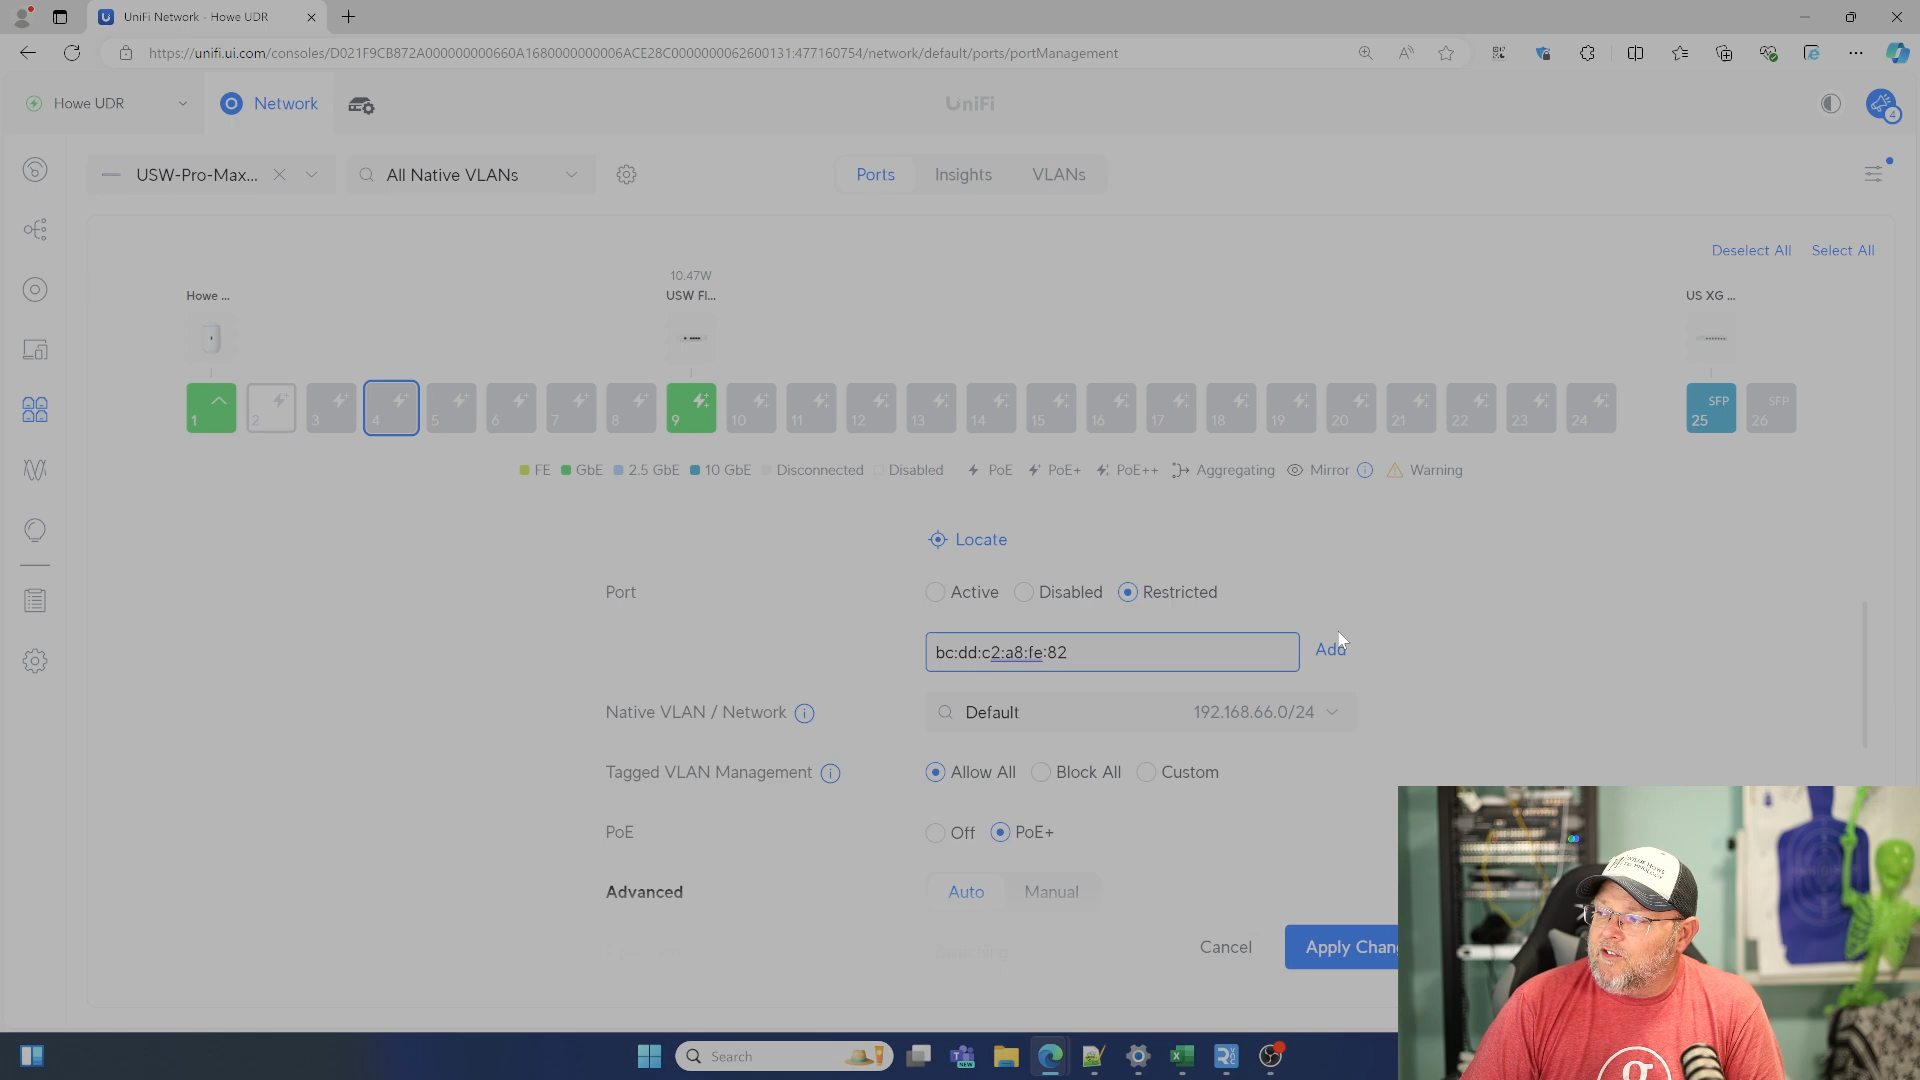 UniFi Network - Howe UDR
https://unifi.ui.com/consoles/D021F9CB872A000000000660A1680000000006ACE28C0000000062600131:477160754/network/default/ports/portManagement
Howe UDR
Network
UniFi
4
USW-Pro-Max...
All Native VLANs
Ports
Insights
VLANs
Deselect All
Select All
10.47W
Howe ...
USW Fl...
US XG ...
1
2
3
4
5
6
7
8
9
10
11
12
13
14
15
16
17
18
19
20
21
22
23
24
SFP
25
SFP
26
FE
GbE
2.5 GbE
10 GbE
Disconnected
Disabled
PoE
PoE+
PoE++
Aggregating
Mirror
Warning
Locate
Port
Active
Disabled
Restricted
bc:dd:c2:a8:fe:82
Add
Native VLAN / Network
Default
192.168.66.0/24
Tagged VLAN Management
Allow All
Block All
Custom
PoE
Off
PoE+
Advanced
Auto
Manual
Cancel
Apply Chan
Search
NEW